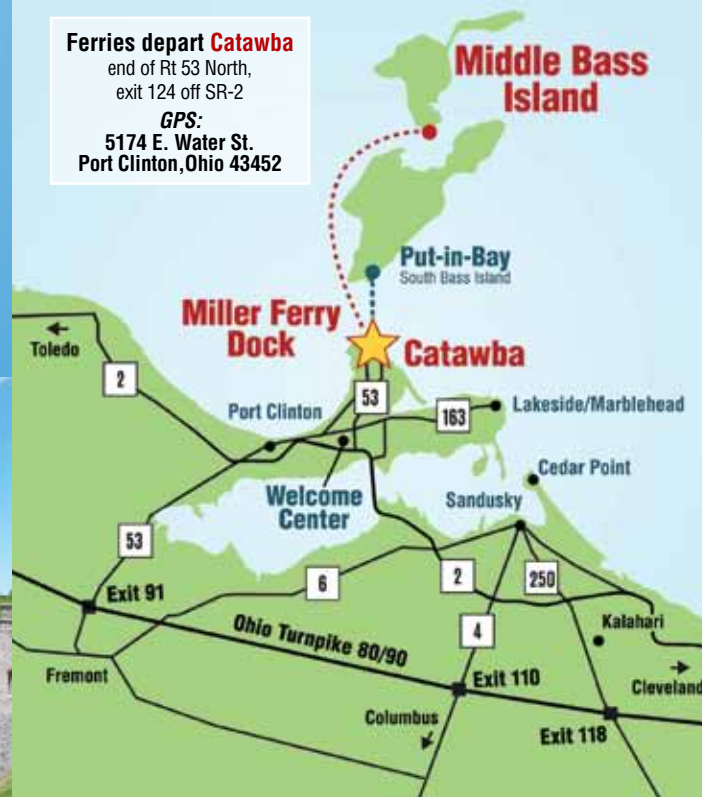 Ferries depart Catawba
end of Rt 53 North,
exit 124 off SR-2
GPS:
5174 E. Water St.
Port Clinton,Ohio 43452
Middle Bass
Island
Put-in-Bay
South Bass Island
Miller Ferry
Dock
Catawba
Toledo
2
53
Port Clinton
163
Lakeside/Marblehead
Welcome
Center
Cedar Point
Sandusky
53
6
2
250
4
Exit 91
Ohio Turnpike 80/90
Kalahari
Fremont
Exit 110
Cleveland
Columbus
Exit 118